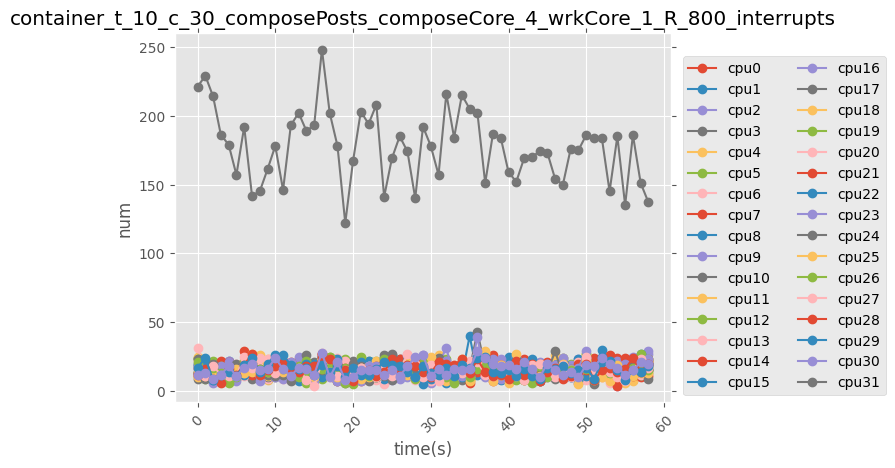 container_t_10_c_30_composePosts_composeCore_4_wrkCore_1_R_800_interrupts
250
200
150
100
50
0
num
0
10
20
30
40
50
60
time(s)
cpu0
cpu1
cpu2
cpu3
cpu4
cpu5
cpu6
cpu7
cpu8
cpu9
cpu10
cpu11
cpu12
cpu13
cpu14
cpu15
cpu16
cpu17
cpu18
cpu19
cpu20
cpu21
cpu22
cpu23
cpu24
cpu25
cpu26
cpu27
cpu28
cpu29
cpu30
cpu31